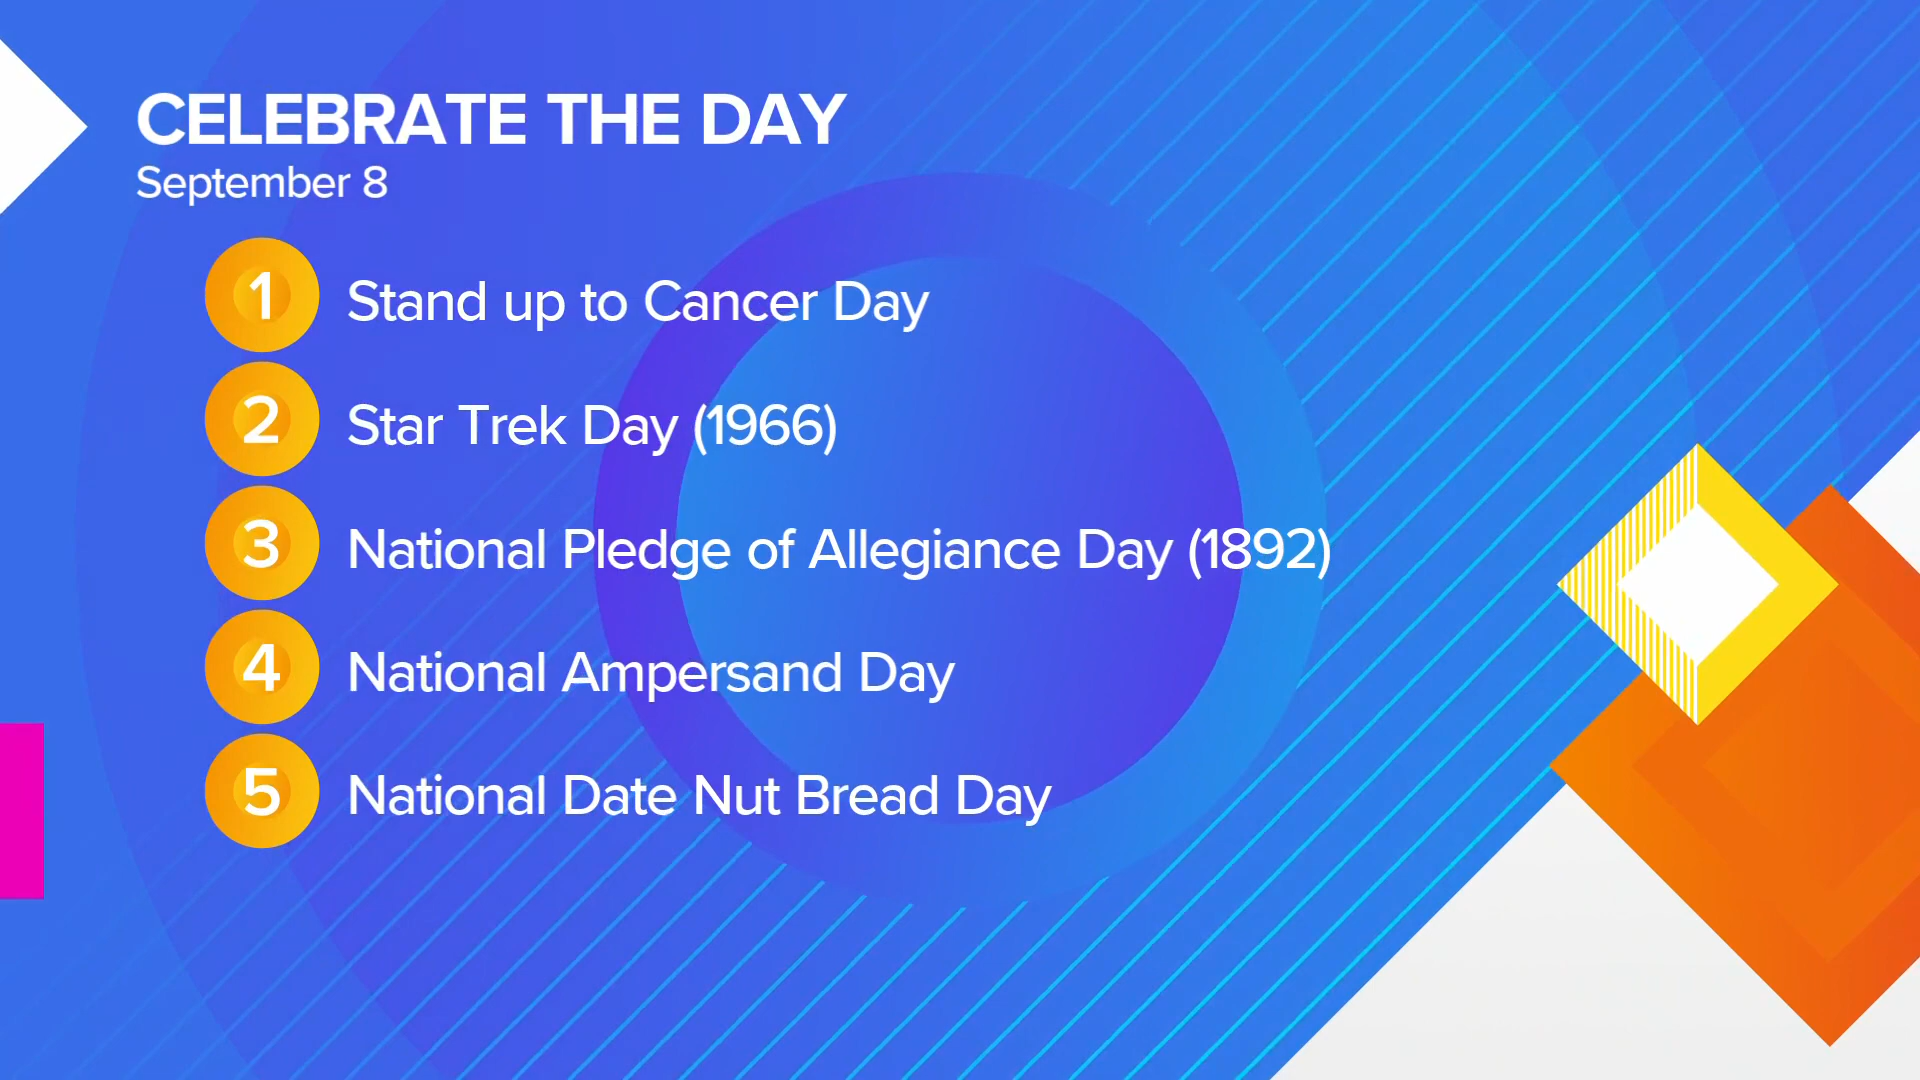 CELEBRATE THE DAY
September 8
1 Stand up to Cancer Day
2 Star Trek Day (1966)
3 National Pledge of Allegiance Day (1892)
4 National Ampersand Day
5 National Date Nut Bread Day